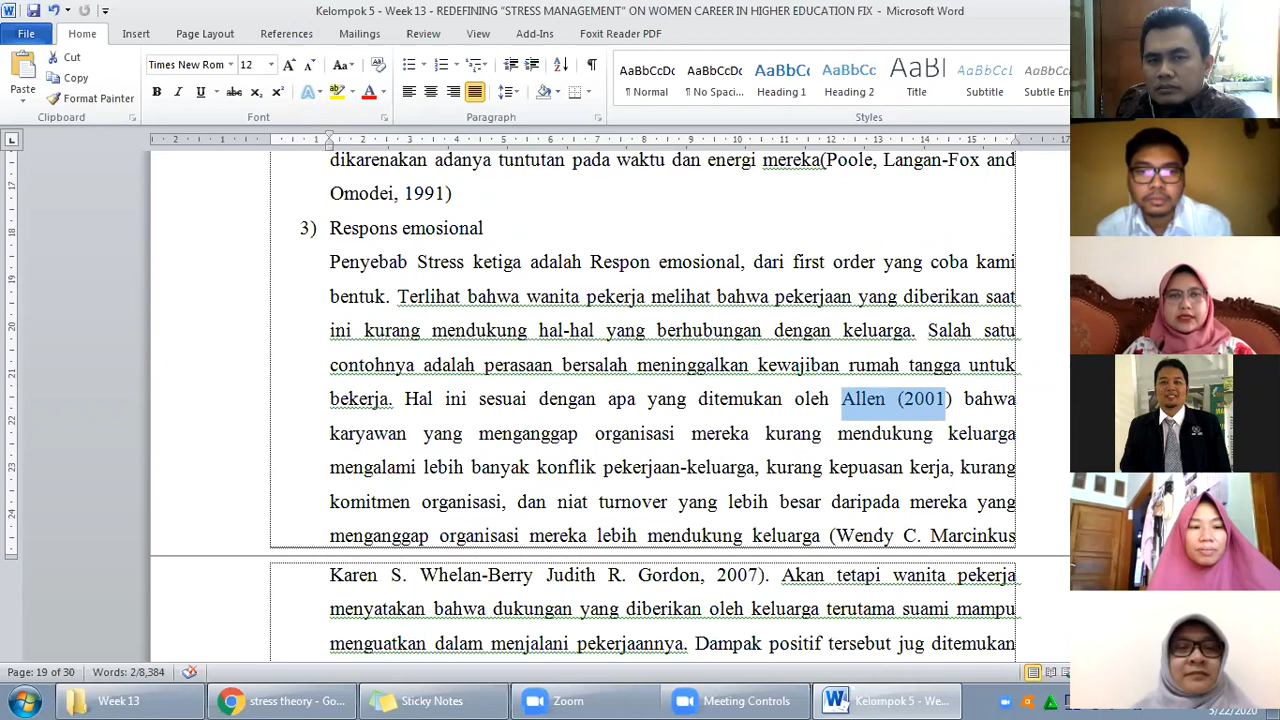 Kelompok 5 - Week 13 - REDEFINING "STRESS MANAGEMENT" ON WOMEN CAREER IN HIGHER EDUCATION FIX - Microsoft Word
File Home Insert Page Layout References Mailings Review View Add-Ins Foxit Reader PDF
Paste
Cut
Copy
Format Painter
Clipboard
Times New Rom 12
Font
Paragraph
AaBbCcDc AaBbCcDc AaBbCc AaBbCc AaBl AaBbCcL
¶ Normal ¶ No Spaci... Heading 1 Heading 2 Title Subtitle Subtle Em
Styles
dikarenakan adanya tuntutan pada waktu dan energi mereka(Poole, Langan-Fox and
Omodei, 1991)
3) Respons emosional
Penyebab Stress ketiga adalah Respon emosional, dari first order yang coba kami
bentuk. Terlihat bahwa wanita pekerja melihat bahwa pekerjaan yang diberikan saat
ini kurang mendukung hal-hal yang berhubungan dengan keluarga. Salah satu
contohnya adalah perasaan bersalah meninggalkan kewajiban rumah tangga untuk
bekerja. Hal ini sesuai dengan apa yang ditemukan oleh Allen (2001) bahwa
karyawan yang menganggap organisasi mereka kurang mendukung keluarga
mengalami lebih banyak konflik pekerjaan-keluarga, kurang kepuasan kerja, kurang
komitmen organisasi, dan niat turnover yang lebih besar daripada mereka yang
menganggap organisasi mereka lebih mendukung keluarga (Wendy C. Marcinkus
Karen S. Whelan-Berry Judith R. Gordon, 2007). Akan tetapi wanita pekerja
menyatakan bahwa dukungan yang diberikan oleh keluarga terutama suami mampu
menguatkan dalam menjalani pekerjaannya. Dampak positif tersebut jug ditemukan
Page: 19 of 30 Words: 2/8,384
Week 13 stress theory - Go... Sticky Notes Zoom Meeting Controls Kelompok 5 - We...
5/22/2020